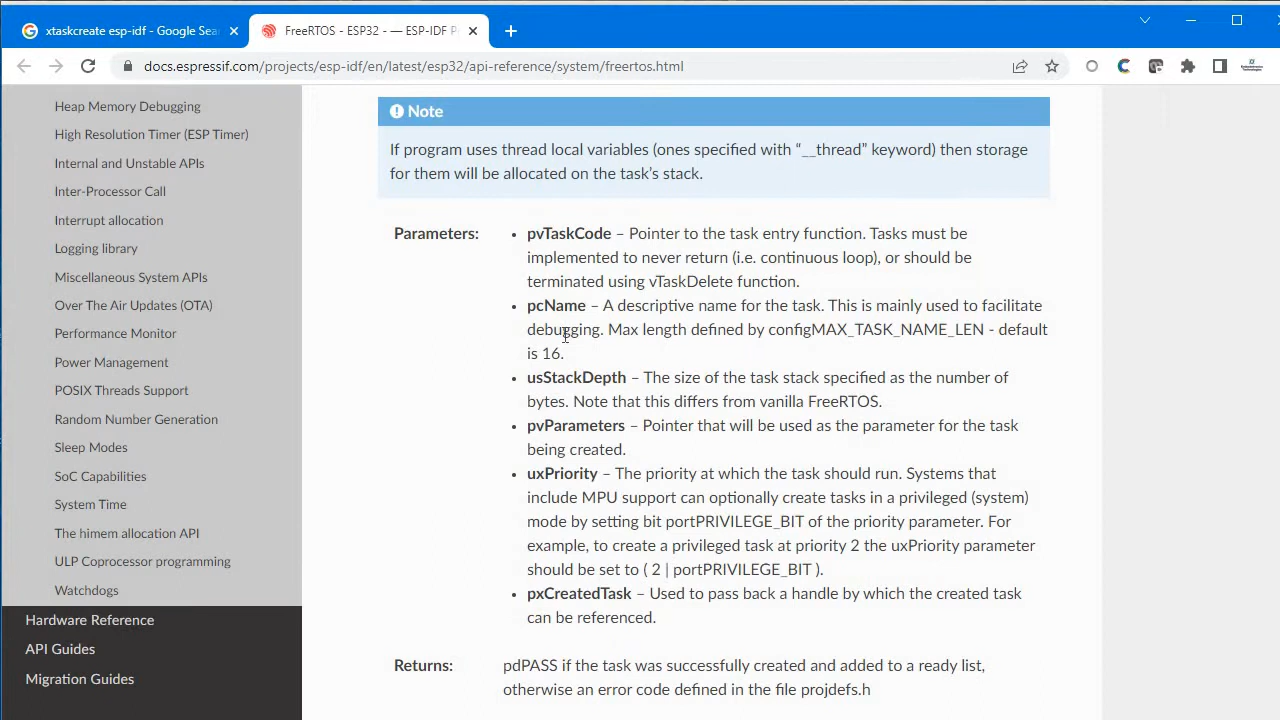 xtaskcreate esp-idf - Google Sea
FreeRTOS - ESP32 - — ESP-IDF P
docs.espressif.com/projects/esp-idf/en/latest/esp32/api-reference/system/freertos.html
Heap Memory Debugging
High Resolution Timer (ESP Timer)
Internal and Unstable APIs
Inter-Processor Call
Interrupt allocation
Logging library
Miscellaneous System APIs
Over The Air Updates (OTA)
Performance Monitor
Power Management
POSIX Threads Support
Random Number Generation
Sleep Modes
SoC Capabilities
System Time
The himem allocation API
ULP Coprocessor programming
Watchdogs
Hardware Reference
API Guides
Migration Guides
Note
If program uses thread local variables (ones specified with “__thread” keyword) then storage
for them will be allocated on the task’s stack.
Parameters:
• pvTaskCode – Pointer to the task entry function. Tasks must be
implemented to never return (i.e. continuous loop), or should be
terminated using vTaskDelete function.
• pcName – A descriptive name for the task. This is mainly used to facilitate
debugging. Max length defined by configMAX_TASK_NAME_LEN - default
is 16.
• usStackDepth – The size of the task stack specified as the number of
bytes. Note that this differs from vanilla FreeRTOS.
• pvParameters – Pointer that will be used as the parameter for the task
being created.
• uxPriority – The priority at which the task should run. Systems that
include MPU support can optionally create tasks in a privileged (system)
mode by setting bit portPRIVILEGE_BIT of the priority parameter. For
example, to create a privileged task at priority 2 the uxPriority parameter
should be set to ( 2 | portPRIVILEGE_BIT ).
• pxCreatedTask – Used to pass back a handle by which the created task
can be referenced.
Returns:
pdPASS if the task was successfully created and added to a ready list,
otherwise an error code defined in the file projdefs.h